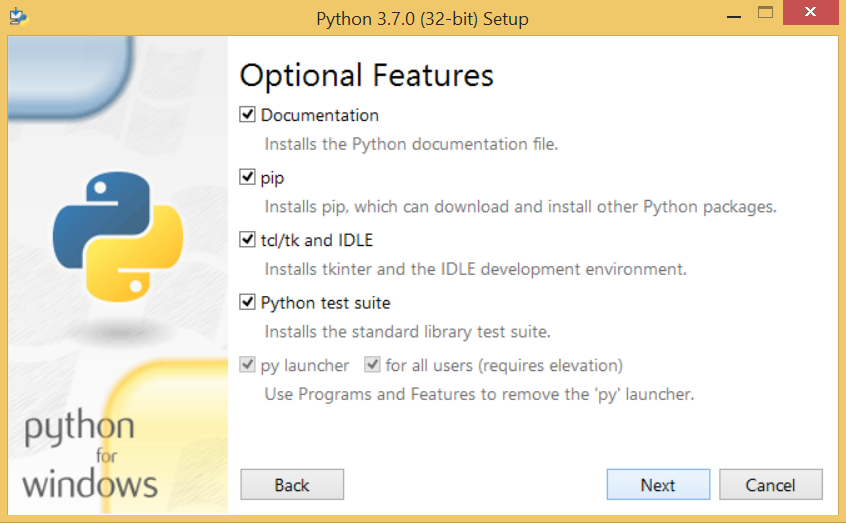 Python 3.7.0 (32-bit) Setup
Optional Features
Documentation
Installs the Python documentation file.
pip
Installs pip, which can download and install other Python packages.
tcl/tk and IDLE
Installs tkinter and the IDLE development environment.
Python test suite
Installs the standard library test suite.
py launcher for all users (requires elevation)
Use Programs and Features to remove the 'py' launcher.
python
for
windows
Back Next Cancel